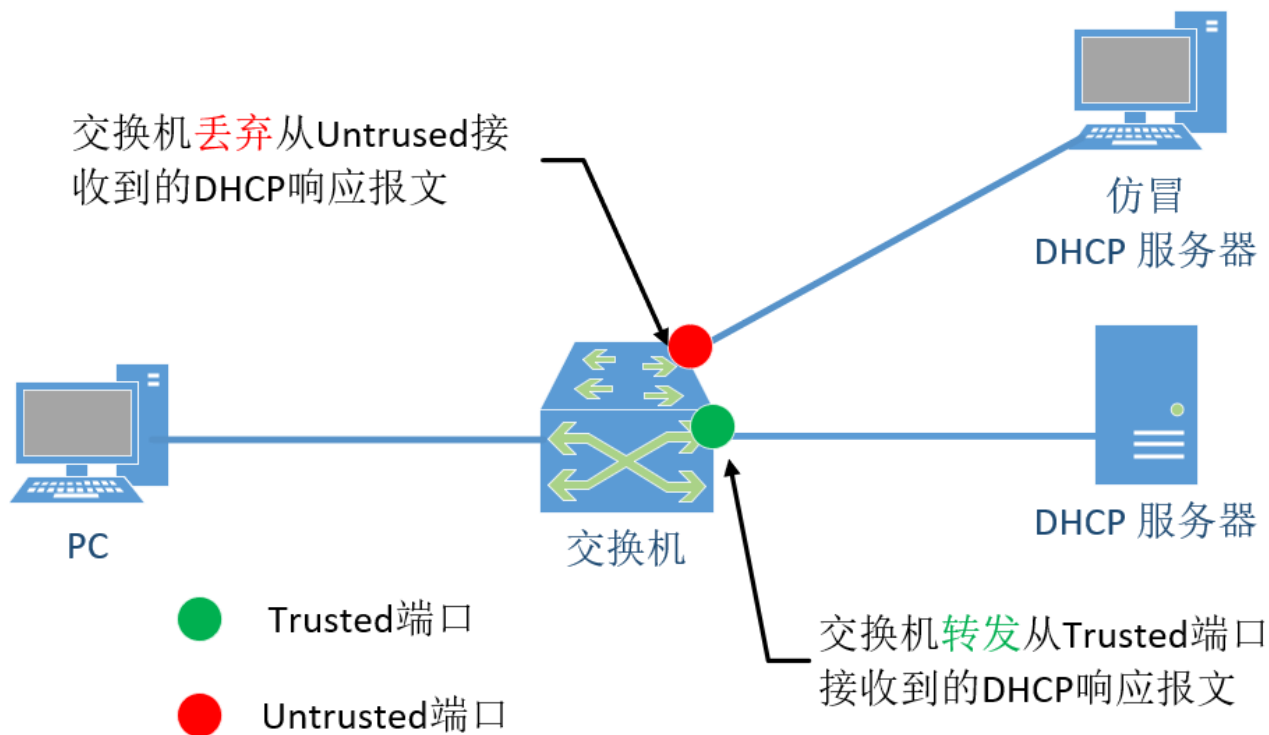 交换机丢弃从Untrused接
收到的DHCP响应报文
仿冒
DHCP 服务器
PC
交换机
DHCP 服务器
Trusted端口
Untrusted端口
交换机转发从Trusted端口
接收到的DHCP响应报文